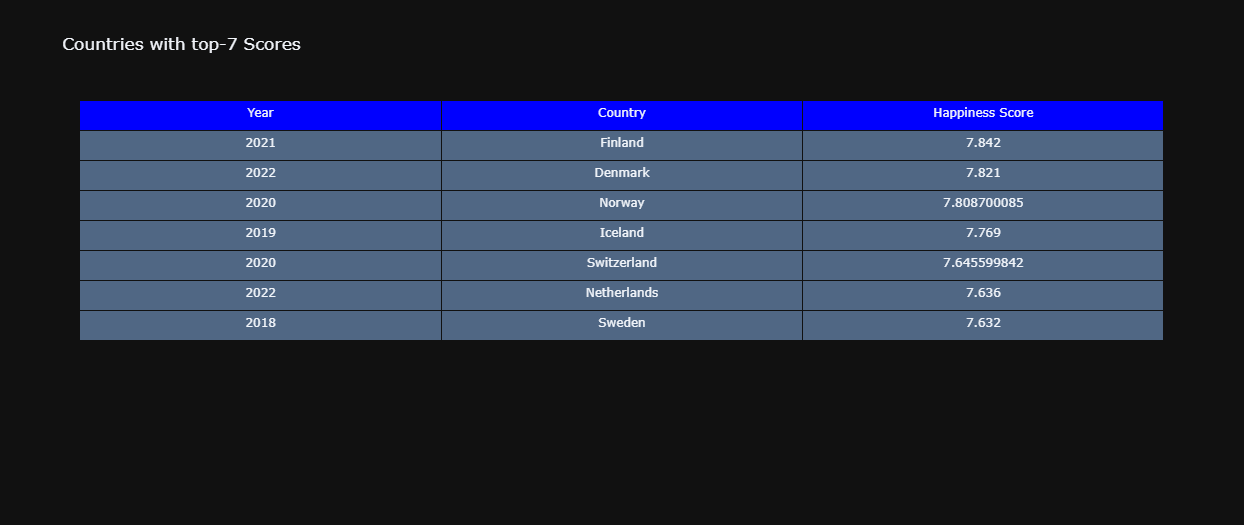 Countries with top-7 Scores
Year Country Happiness Score
2021 Finland 7.842
2022 Denmark 7.821
2020 Norway 7.808700085
2019 Iceland 7.769
2020 Switzerland 7.645599842
2022 Netherlands 7.636
2018 Sweden 7.632